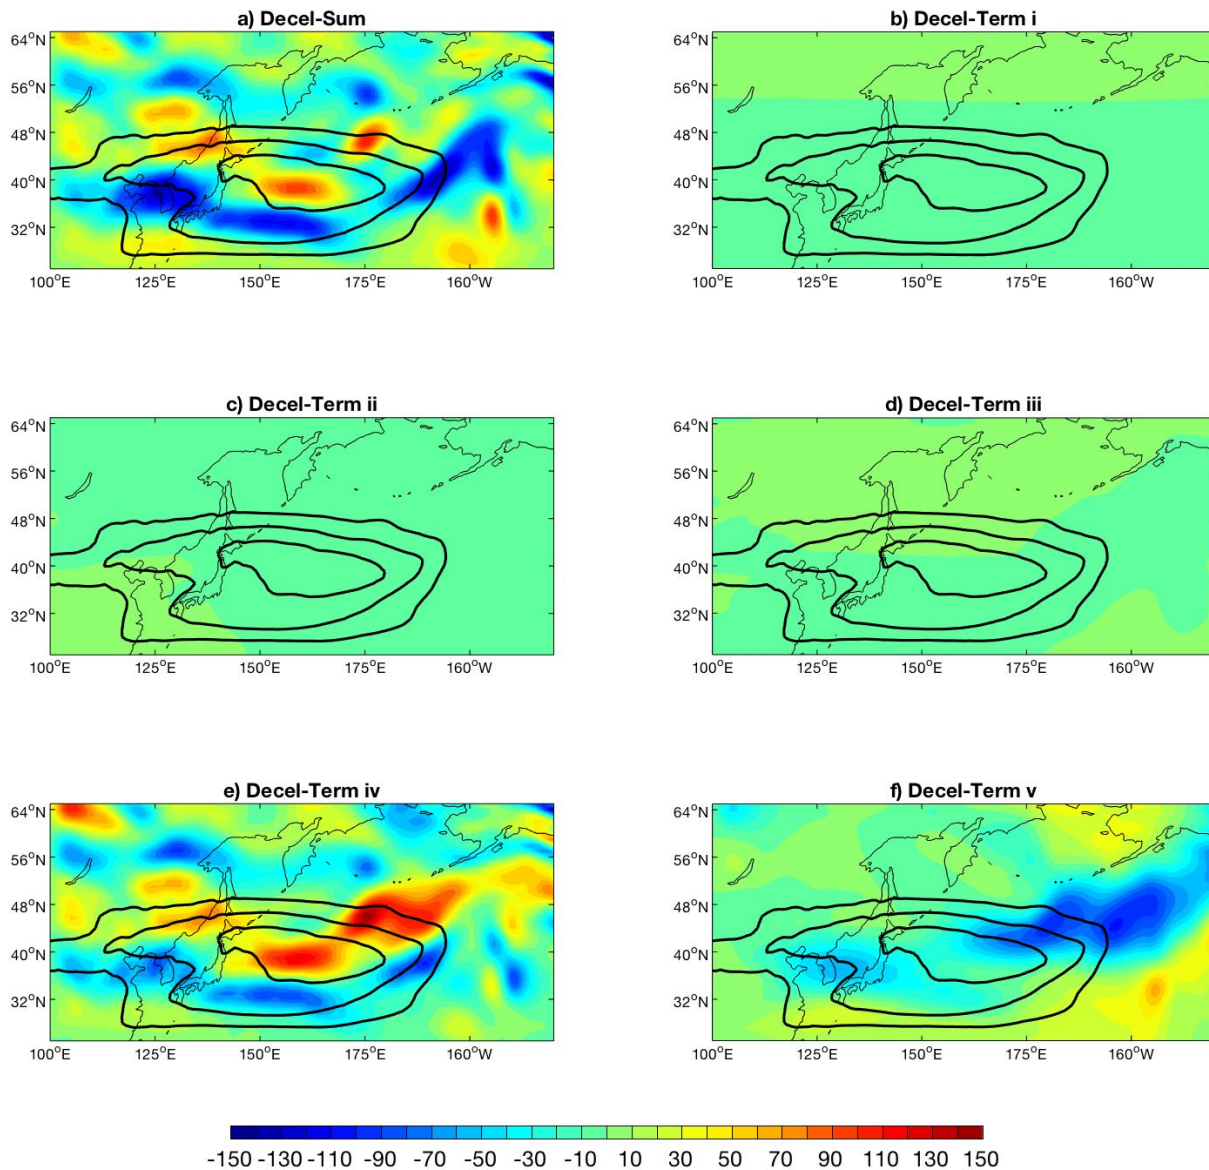 a) Decel-Sum
64°N
56°N
48°N
40°N
32°N
100°E 125°E 150°E 175°E 160°W
b) Decel-Term i
64°N
56°N
48°N
40°N
32°N
100°E 125°E 150°E 175°E 160°W
c) Decel-Term ii
64°N
56°N
48°N
40°N
32°N
100°E 125°E 150°E 175°E 160°W
d) Decel-Term iii
64°N
56°N
48°N
40°N
32°N
100°E 125°E 150°E 175°E 160°W
e) Decel-Term iv
64°N
56°N
48°N
40°N
32°N
100°E 125°E 150°E 175°E 160°W
f) Decel-Term v
64°N
56°N
48°N
40°N
32°N
100°E 125°E 150°E 175°E 160°W
-150 -130 -110 -90 -70 -50 -30 -10 10 30 50 70 90 110 130 150